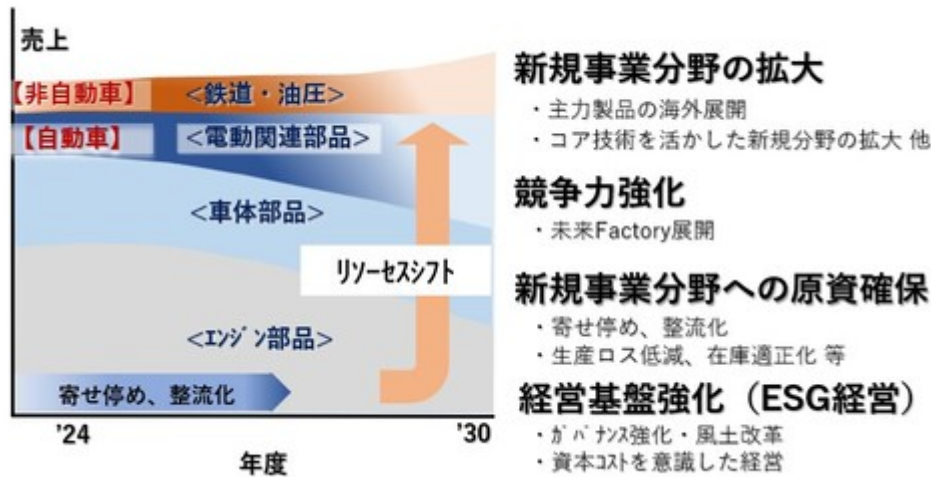 売上
【非自動車】 <鉄道・油圧>
【自動車】 <電動関連部品>
<車体部品>
リソーセスシフト
<ｴﾝｼﾞﾝ部品>
寄せ停め、整流化
'24
'30
年度
新規事業分野の拡大
・主力製品の海外展開
・コア技術を活かした新規分野の拡大 他
競争力強化
・未来Factory展開
新規事業分野への原資確保
・寄せ停め、整流化
・生産ロス低減、在庫適正化 等
経営基盤強化（ESG経営）
・ｶﾞﾊﾞﾅﾝｽ強化・風土改革
・資本ｺｽﾄを意識した経営